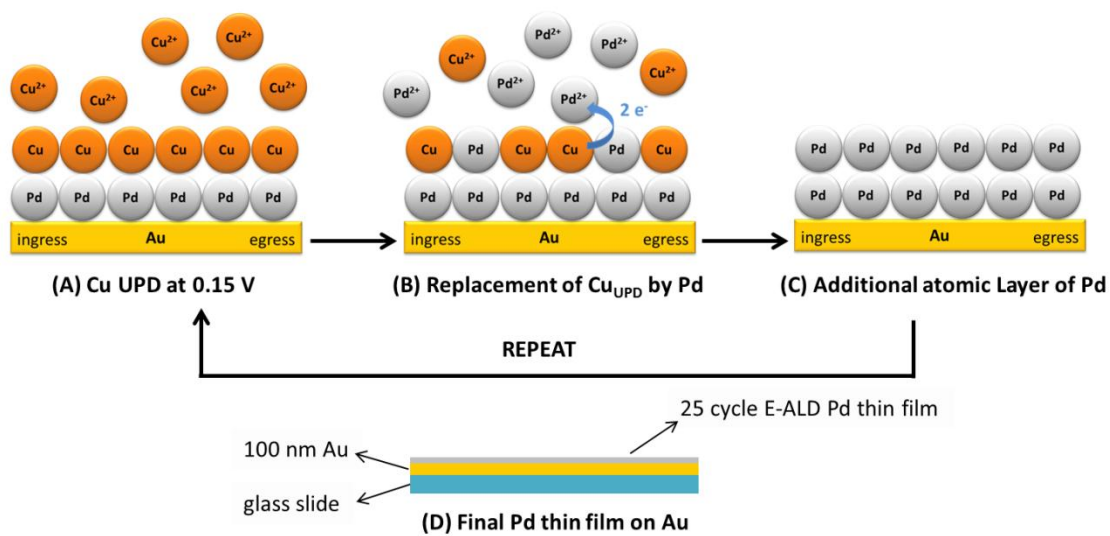 Cu²⁺ Cu²⁺
Cu²⁺ Cu²⁺ Cu²⁺ Cu²⁺
Cu Cu Cu Cu Cu Cu
Pd Pd Pd Pd Pd Pd
ingress Au egress
(A) Cu UPD at 0.15 V
Pd²⁺ Pd²⁺
Cu²⁺ Cu²⁺
Pd²⁺ Pd²⁺ Pd²⁺
2 e⁻
Cu Pd Cu Cu Pd Cu
Pd Pd Pd Pd Pd Pd
ingress Au egress
(B) Replacement of Cu_UPD by Pd
Pd Pd Pd Pd Pd Pd
Pd Pd Pd Pd Pd Pd
ingress Au egress
(C) Additional atomic Layer of Pd
REPEAT
25 cycle E-ALD Pd thin film
100 nm Au
glass slide
(D) Final Pd thin film on Au